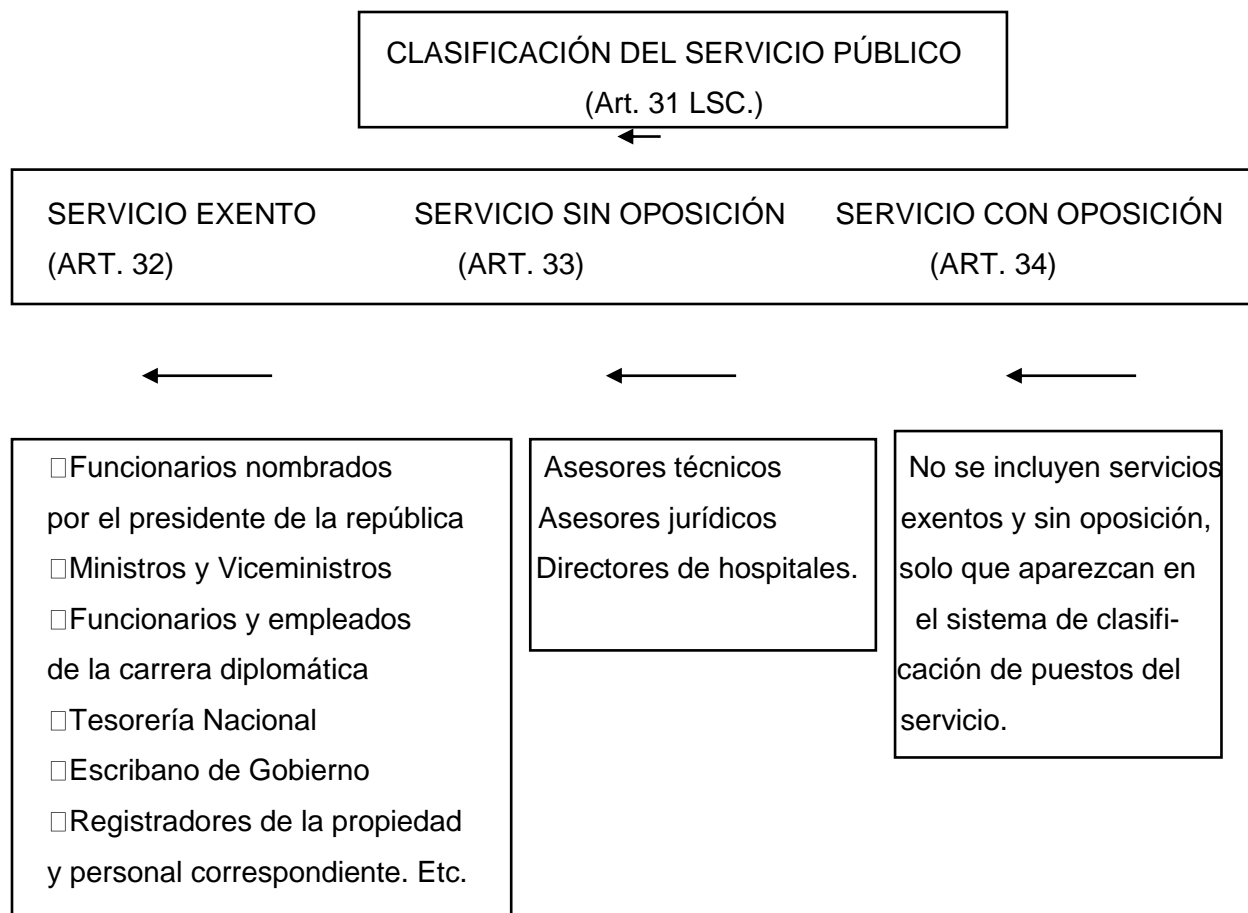 CLASIFICACIÓN DEL SERVICIO PÚBLICO
(Art. 31 LSC.)
SERVICIO EXENTO
(ART. 32)
SERVICIO SIN OPOSICIÓN
(ART. 33)
SERVICIO CON OPOSICIÓN
(ART. 34)
□Funcionarios nombrados
por el presidente de la república
□Ministros y Viceministros
□Funcionarios y empleados
de la carrera diplomática
□Tesorería Nacional
□Escribano de Gobierno
□Registradores de la propiedad
y personal correspondiente. Etc.
Asesores técnicos
Asesores jurídicos
Directores de hospitales.
No se incluyen servicios
exentos y sin oposición,
solo que aparezcan en
el sistema de clasifi-
cación de puestos del
servicio.